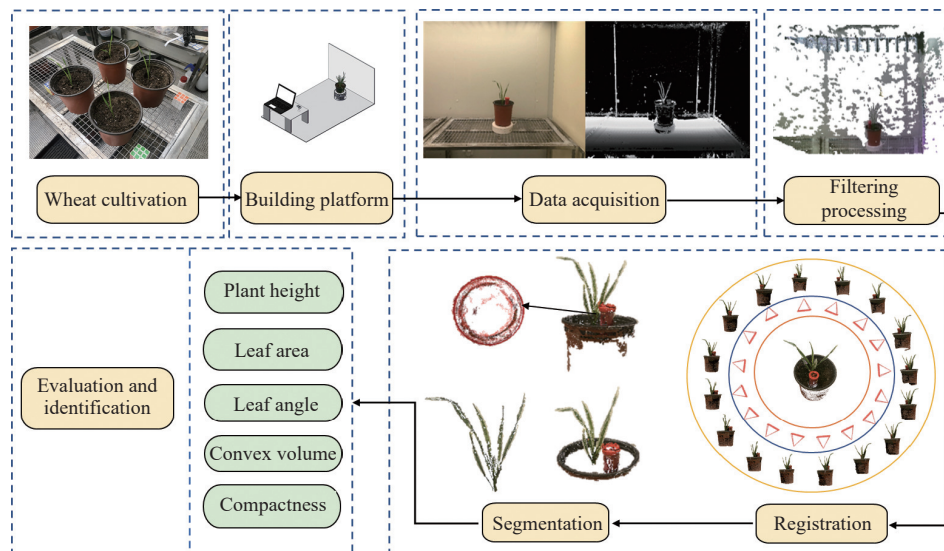 Wheat cultivation
Building platform
Data acquisition
Filtering
processing
Plant height
Leaf area
Evaluation and
identification
Leaf angle
Convex volume
Compactness
Segmentation
Registration